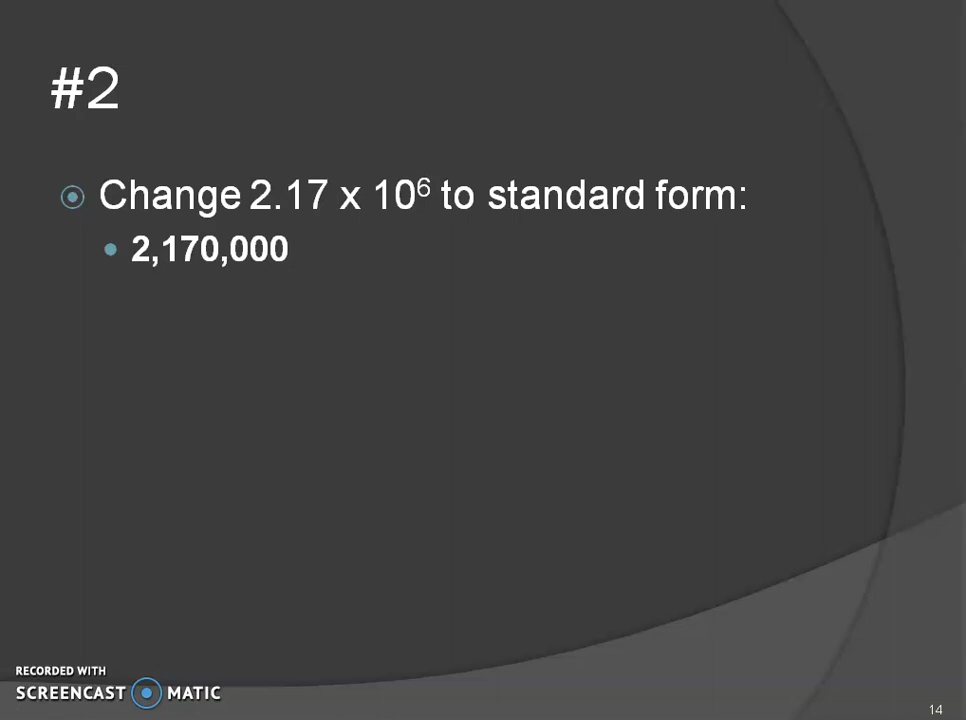 #2
Change 2.17 x 10⁶ to standard form:
2,170,000
RECORDED WITH
SCREENCAST MATIC
14